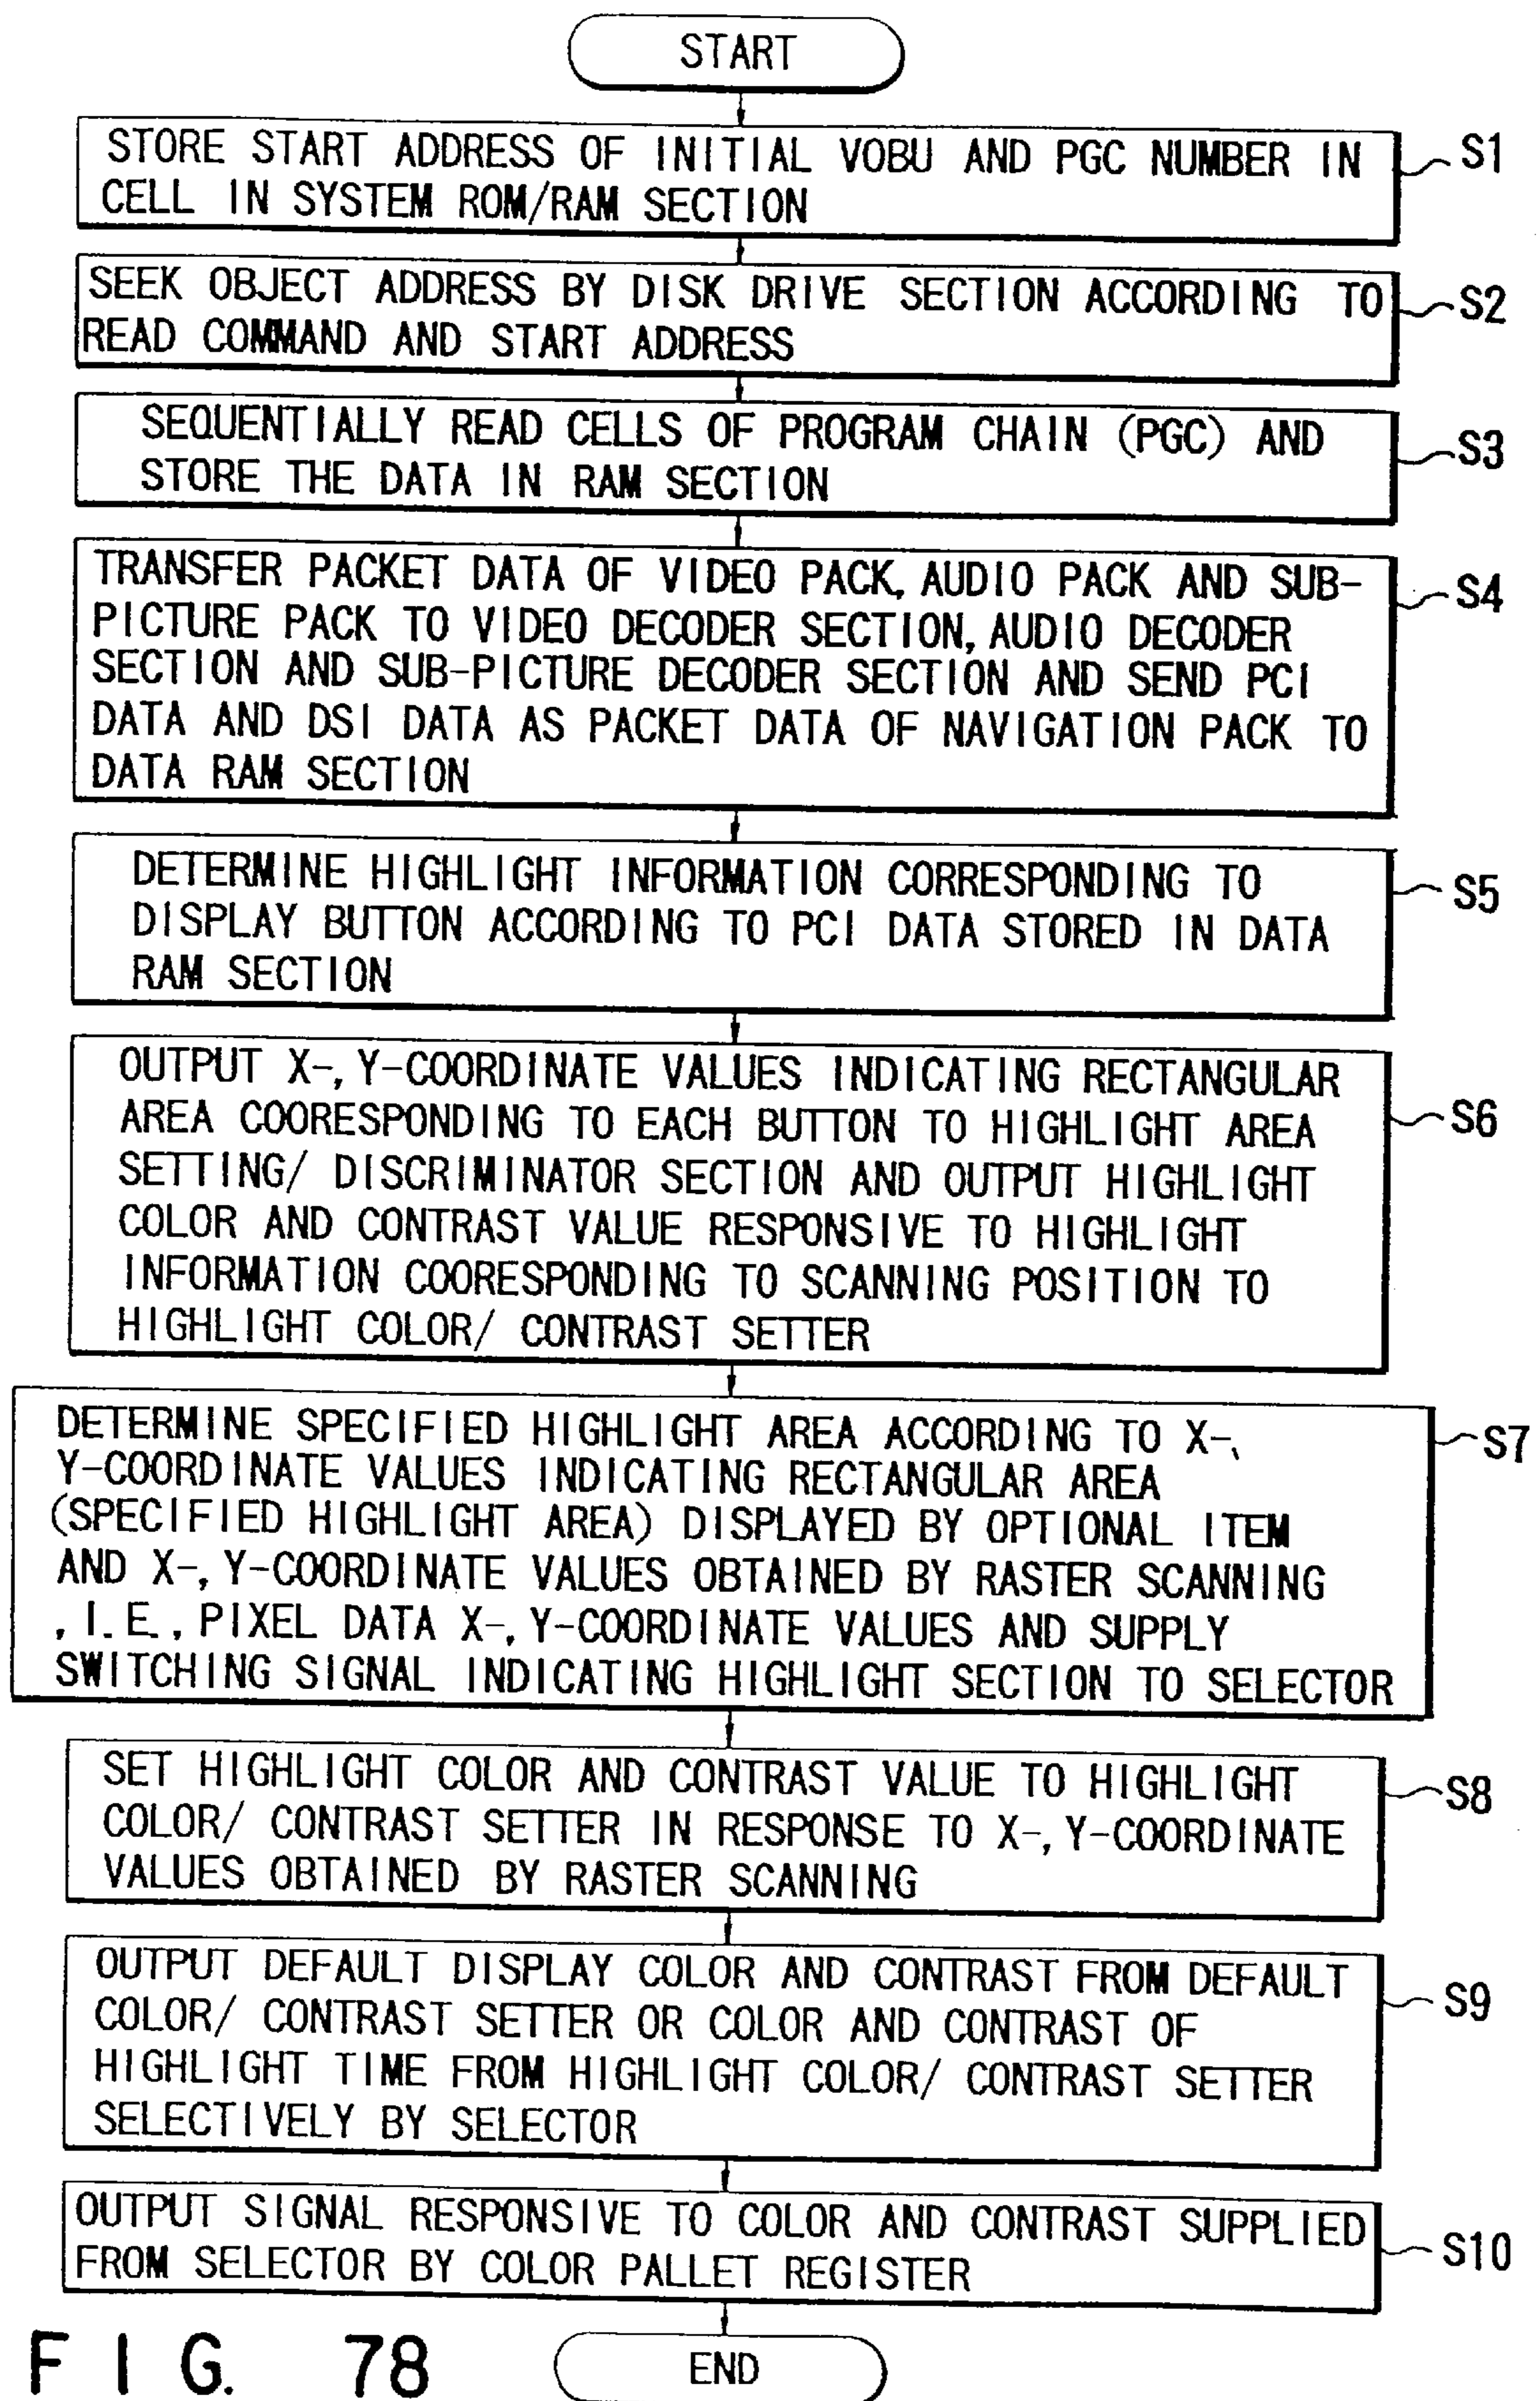 START
STORE START ADDRESS OF INITIAL VOBU AND PGC NUMBER IN
CELL IN SYSTEM ROM/RAM SECTION
S1
SEEK OBJECT ADDRESS BY DISK DRIVE SECTION ACCORDING TO
READ COMMAND AND START ADDRESS
S2
SEQUENTIALLY READ CELLS OF PROGRAM CHAIN (PGC) AND
STORE THE DATA IN RAM SECTION
S3
TRANSFER PACKET DATA OF VIDEO PACK, AUDIO PACK AND SUB-
PICTURE PACK TO VIDEO DECODER SECTION, AUDIO DECODER
SECTION AND SUB-PICTURE DECODER SECTION AND SEND PCI
DATA AND DSI DATA AS PACKET DATA OF NAVIGATION PACK TO
DATA RAM SECTION
S4
DETERMINE HIGHLIGHT INFORMATION CORRESPONDING TO
DISPLAY BUTTON ACCORDING TO PCI DATA STORED IN DATA
RAM SECTION
S5
OUTPUT X-, Y-COORDINATE VALUES INDICATING RECTANGULAR
AREA COORESPONDING TO EACH BUTTON TO HIGHLIGHT AREA
SETTING/ DISCRIMINATOR SECTION AND OUTPUT HIGHLIGHT
COLOR AND CONTRAST VALUE RESPONSIVE TO HIGHLIGHT
INFORMATION COORESPONDING TO SCANNING POSITION TO
HIGHLIGHT COLOR/ CONTRAST SETTER
S6
DETERMINE SPECIFIED HIGHLIGHT AREA ACCORDING TO X-,
Y-COORDINATE VALUES INDICATING RECTANGULAR AREA
(SPECIFIED HIGHLIGHT AREA) DISPLAYED BY OPTIONAL ITEM
AND X-, Y-COORDINATE VALUES OBTAINED BY RASTER SCANNING
, I.E., PIXEL DATA X-, Y-COORDINATE VALUES AND SUPPLY
SWITCHING SIGNAL INDICATING HIGHLIGHT SECTION TO SELECTOR
S7
SET HIGHLIGHT COLOR AND CONTRAST VALUE TO HIGHLIGHT
COLOR/ CONTRAST SETTER IN RESPONSE TO X-, Y-COORDINATE
VALUES OBTAINED BY RASTER SCANNING
S8
OUTPUT DEFAULT DISPLAY COLOR AND CONTRAST FROM DEFAULT
COLOR/ CONTRAST SETTER OR COLOR AND CONTRAST OF
HIGHLIGHT TIME FROM HIGHLIGHT COLOR/ CONTRAST SETTER
SELECTIVELY BY SELECTOR
S9
OUTPUT SIGNAL RESPONSIVE TO COLOR AND CONTRAST SUPPLIED
FROM SELECTOR BY COLOR PALLET REGISTER
S10
END
FIG. 78